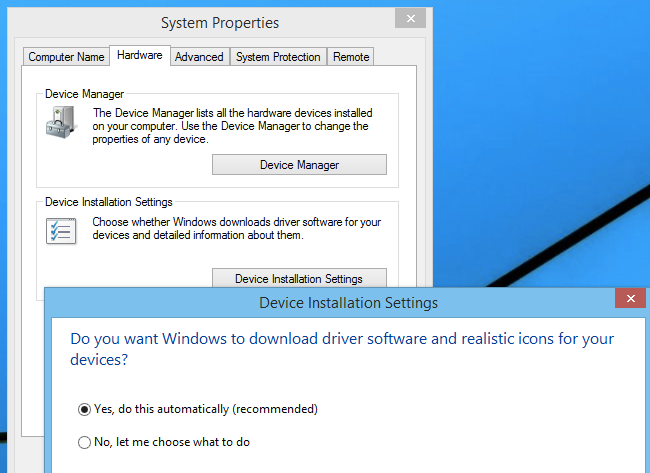 System Properties
Computer Name Hardware Advanced System Protection Remote
Device Manager
The Device Manager lists all the hardware devices installed
on your computer. Use the Device Manager to change the
properties of any device.
Device Manager
Device Installation Settings
Choose whether Windows downloads driver software for your
devices and detailed information about them.
Device Installation Settings
Device Installation Settings
Do you want Windows to download driver software and realistic icons for your
devices?
Yes, do this automatically (recommended)
No, let me choose what to do